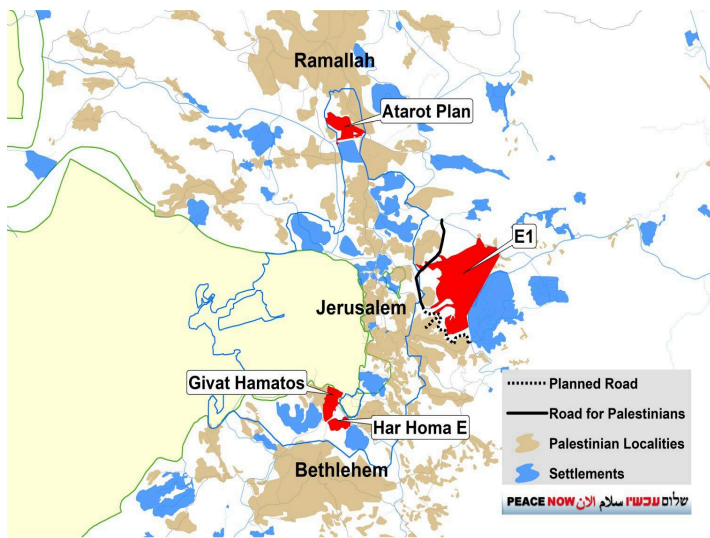 Ramallah
Atarot Plan
E1
Jerusalem
Givat Hamatos
Har Homa E
Bethlehem
Planned Road
Road for Palestinians
Palestinian Localities
Settlements
PEACE NOW سلام الان שלום עכשיו